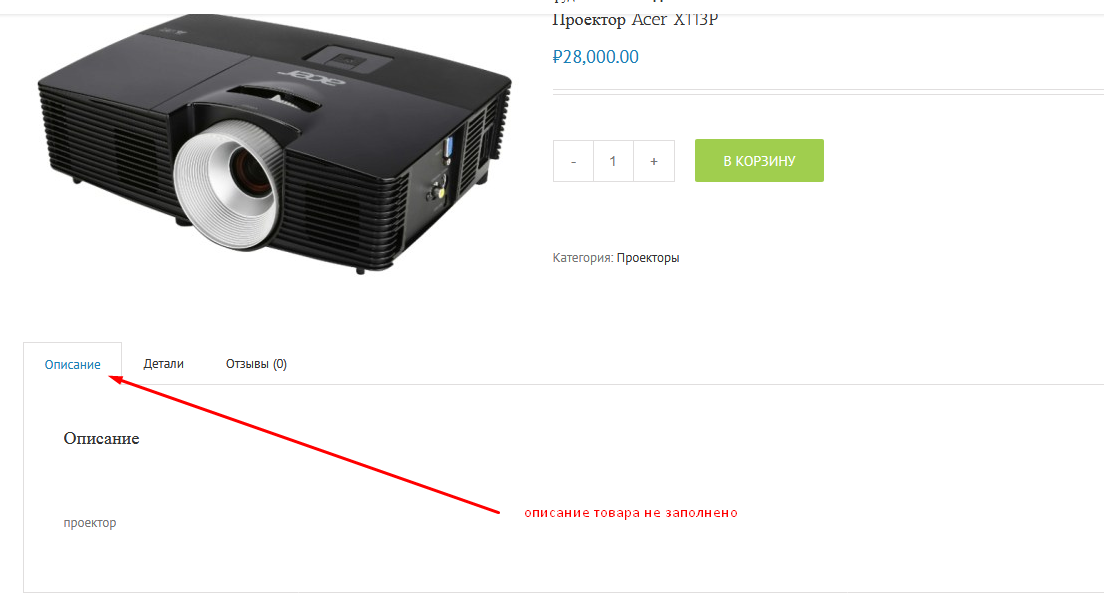 acer
Проектор Acer X113P
₽28,000.00
- 1 +
В КОРЗИНУ
Категория: Проекторы
Описание Детали Отзывы (0)
Описание
описание товара не заполнено
проектор